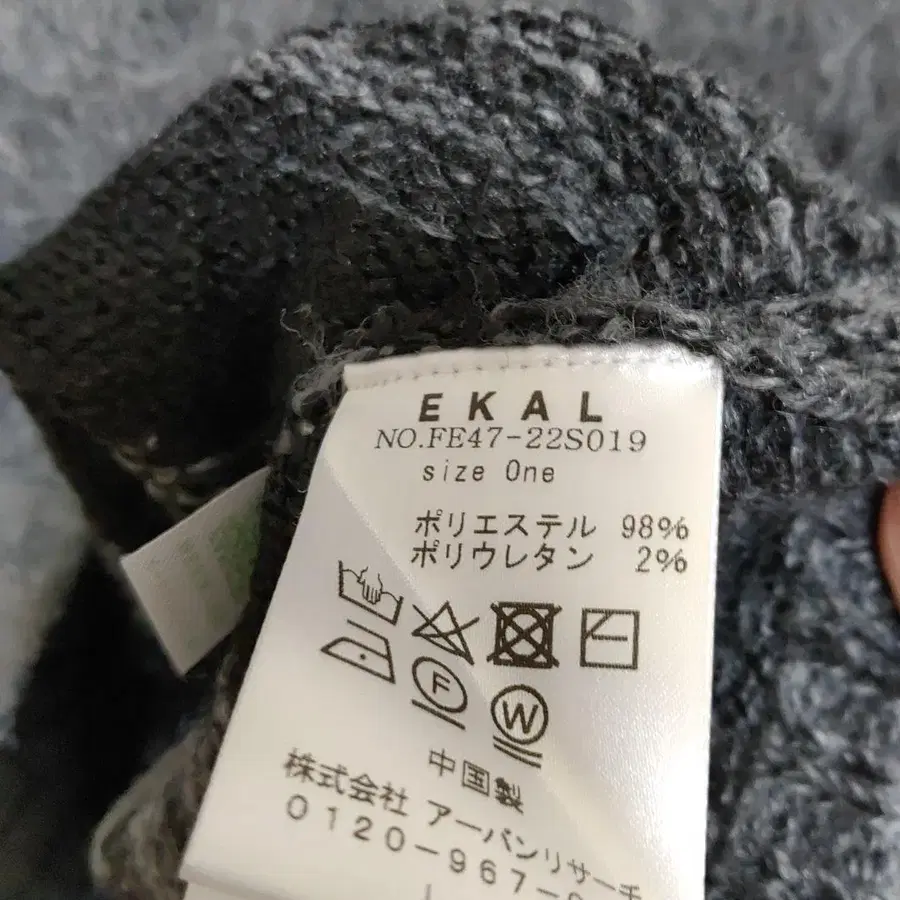 EKAL
NO.FE47-22S019
size One
ポリエステル 98%
ポリウレタン 2%
F
W
中国製
株式会社 アーバンリサーチ
0120-967-